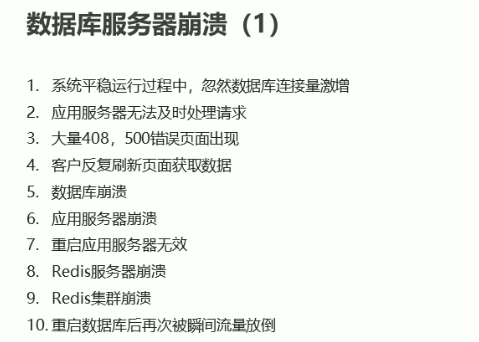 数据库服务器崩溃（1）
1. 系统平稳运行过程中，忽然数据库连接量激增
2. 应用服务器无法及时处理请求
3. 大量408，500错误页面出现
4. 客户反复刷新页面获取数据
5. 数据库崩溃
6. 应用服务器崩溃
7. 重启应用服务器无效
8. Redis服务器崩溃
9. Redis集群崩溃
10. 重启数据库后再次被瞬间流量放倒